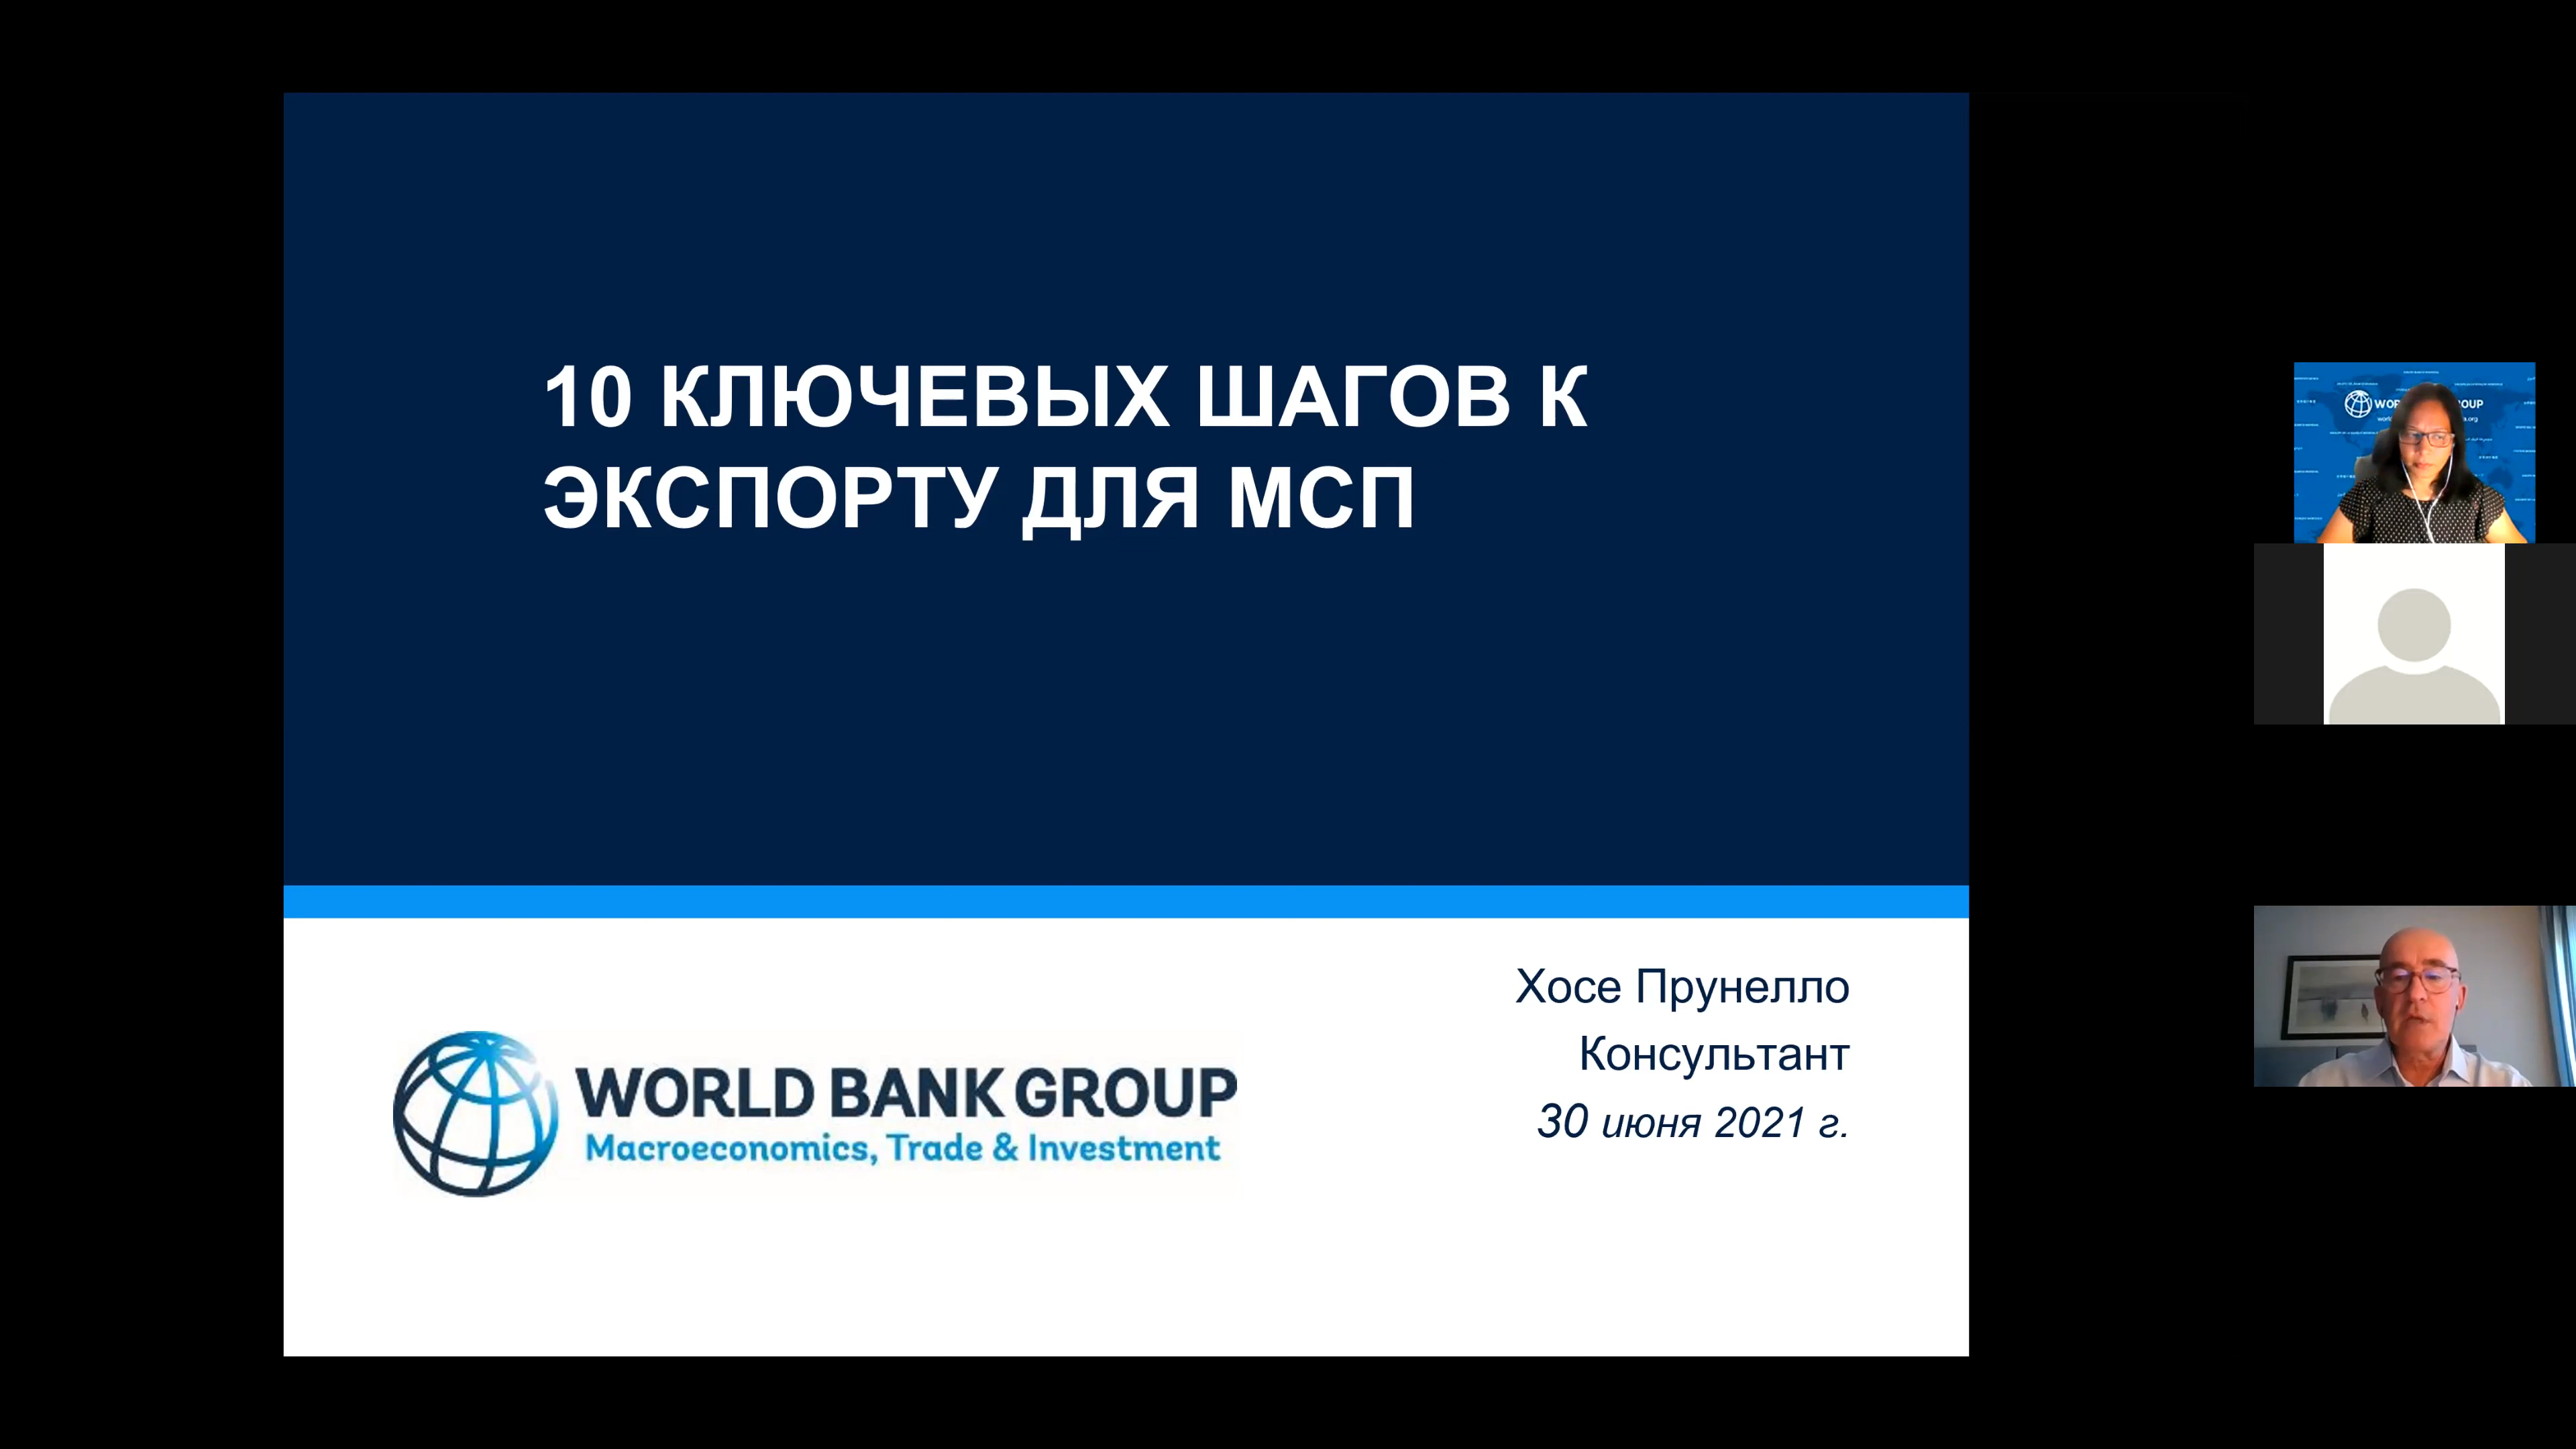 10 КЛЮЧЕВЫХ ШАГОВ К
ЭКСПОРТУ ДЛЯ МСП
Хосе Прунелло
Консультант
30 июня 2021 г.
WORLD BANK GROUP
Macroeconomics, Trade & Investment